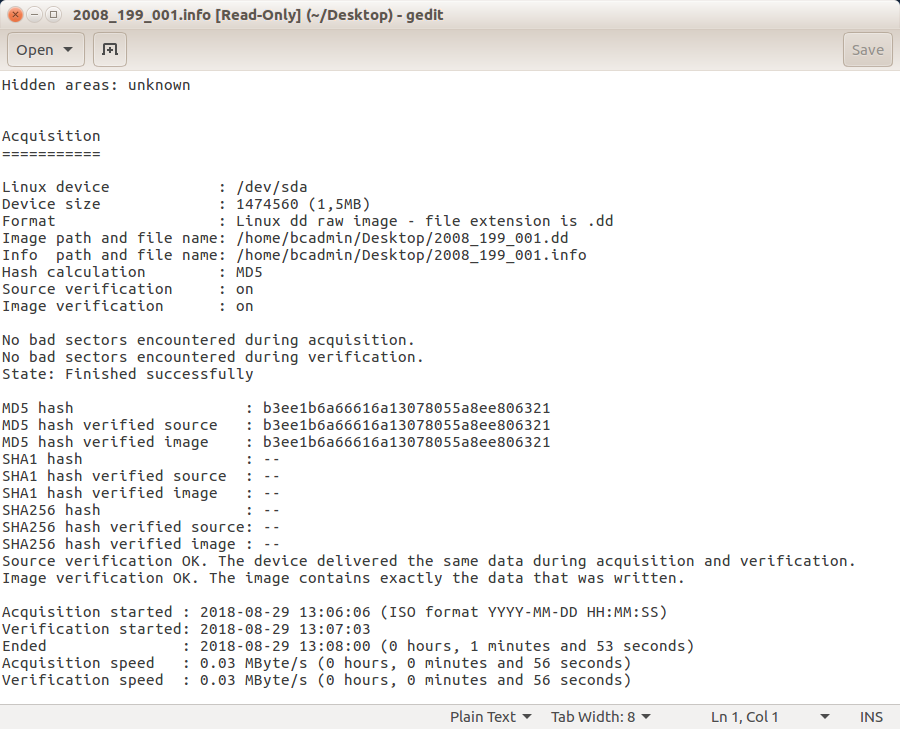 2008_199_001.info [Read-Only] (~/Desktop) - gedit
Open Save
Hidden areas: unknown
Acquisition
===========
Linux device            : /dev/sda
Device size             : 1474560 (1,5MB)
Format                  : Linux dd raw image - file extension is .dd
Image path and file name: /home/bcadmin/Desktop/2008_199_001.dd
Info  path and file name: /home/bcadmin/Desktop/2008_199_001.info
Hash calculation        : MD5
Source verification     : on
Image verification      : on
No bad sectors encountered during acquisition.
No bad sectors encountered during verification.
State: Finished successfully
MD5 hash                   : b3ee1b6a66616a13078055a8ee806321
MD5 hash verified source   : b3ee1b6a66616a13078055a8ee806321
MD5 hash verified image    : b3ee1b6a66616a13078055a8ee806321
SHA1 hash                  : --
SHA1 hash verified source  : --
SHA1 hash verified image   : --
SHA256 hash                : --
SHA256 hash verified source: --
SHA256 hash verified image : --
Source verification OK. The device delivered the same data during acquisition and verification.
Image verification OK. The image contains exactly the data that was written.
Acquisition started : 2018-08-29 13:06:06 (ISO format YYYY-MM-DD HH:MM:SS)
Verification started: 2018-08-29 13:07:03
Ended               : 2018-08-29 13:08:00 (0 hours, 1 minutes and 53 seconds)
Acquisition speed   : 0.03 MByte/s (0 hours, 0 minutes and 56 seconds)
Verification speed  : 0.03 MByte/s (0 hours, 0 minutes and 56 seconds)
Plain Text Tab Width: 8 Ln 1, Col 1 INS